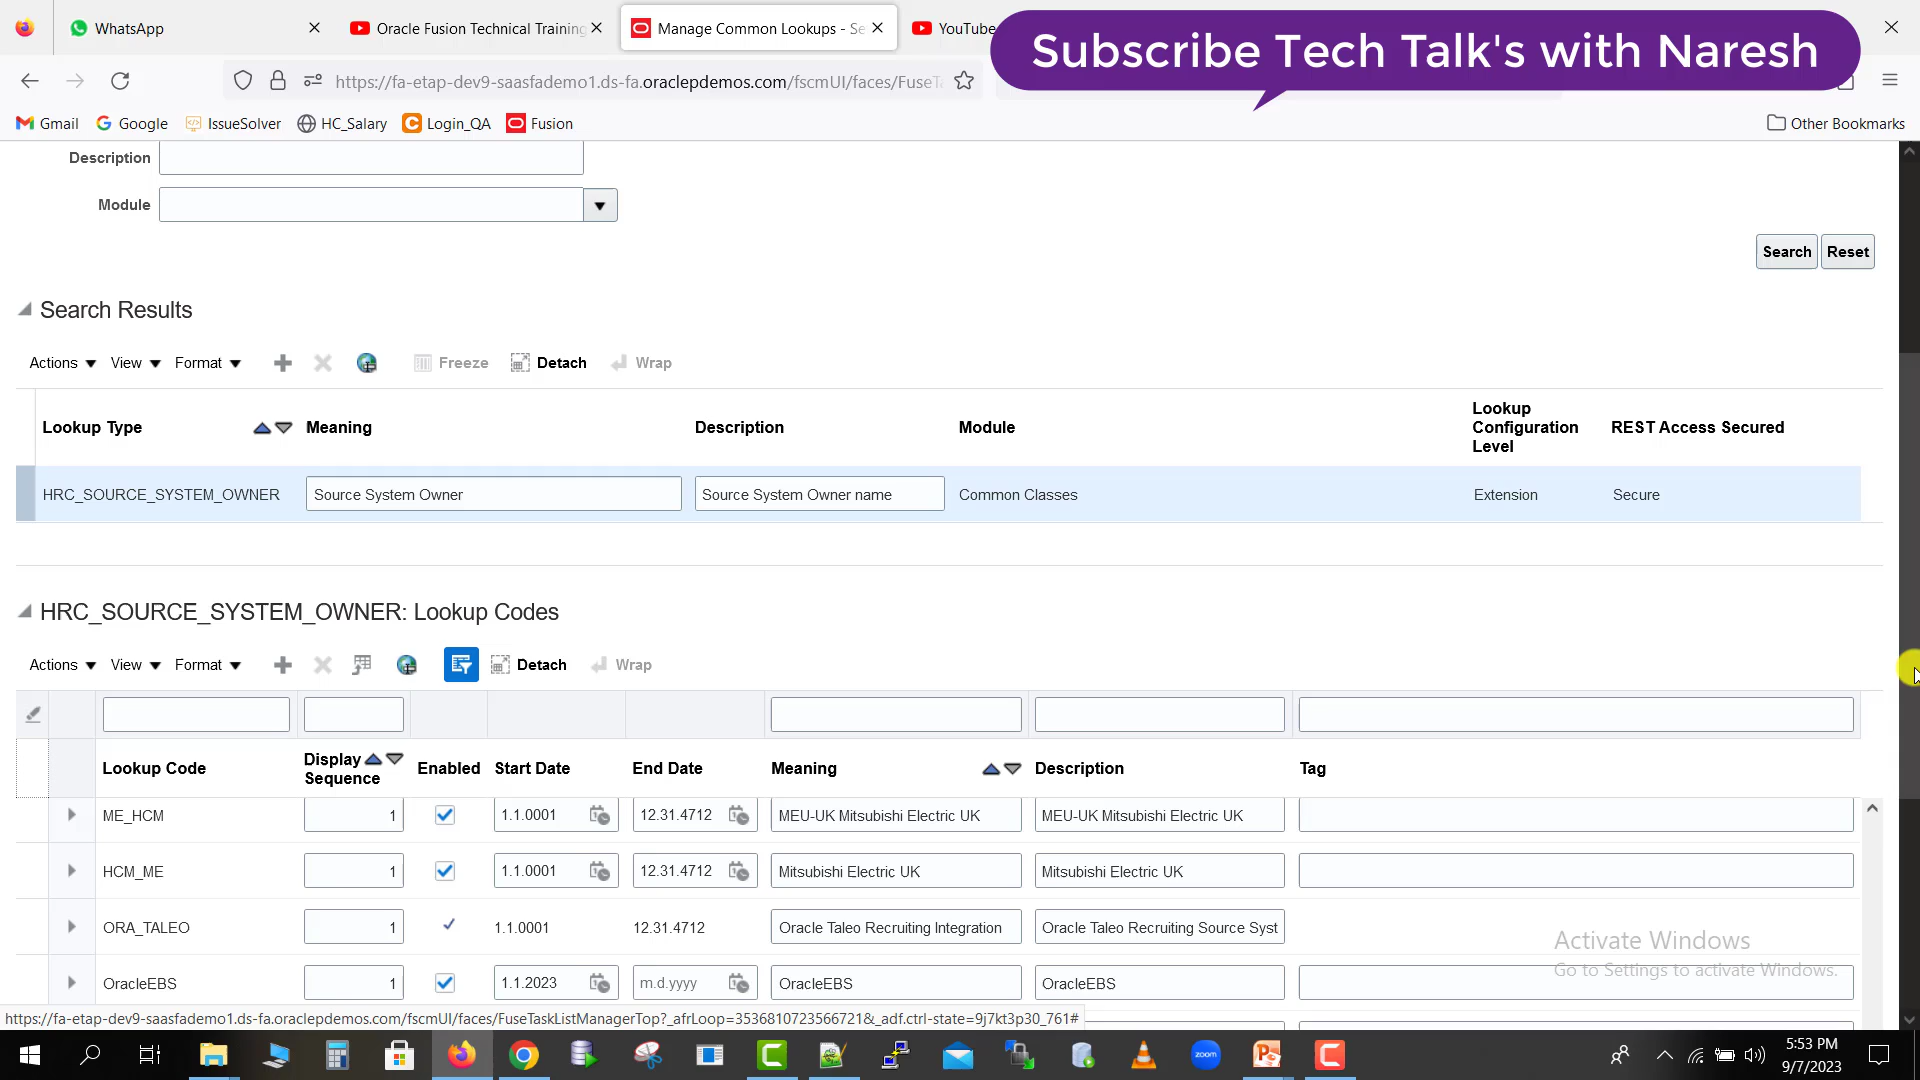 WhatsApp
Oracle Fusion Technical Training
Manage Common Lookups - Se
YouTube
Subscribe Tech Talk's with Naresh
https://fa-etap-dev9-saasfademo1.ds-fa.oraclepdemos.com/fscmUI/faces/FuseTa
Gmail
Google
IssueSolver
HC_Salary
Login_QA
Fusion
Other Bookmarks
Description
Module
Search Reset
Search Results
Actions View Format Freeze Detach Wrap
Lookup Type Meaning Description Module Lookup Configuration Level REST Access Secured
HRC_SOURCE_SYSTEM_OWNER Source System Owner Source System Owner name Common Classes Extension Secure
HRC_SOURCE_SYSTEM_OWNER: Lookup Codes
Actions View Format Detach Wrap
Lookup Code Display Sequence Enabled Start Date End Date Meaning Description Tag
ME_HCM 1 1.1.0001 12.31.4712 MEU-UK Mitsubishi Electric UK MEU-UK Mitsubishi Electric UK
HCM_ME 1 1.1.0001 12.31.4712 Mitsubishi Electric UK Mitsubishi Electric UK
ORA_TALEO 1 1.1.0001 12.31.4712 Oracle Taleo Recruiting Integration Oracle Taleo Recruiting Source Syst
OracleEBS 1 1.1.2023 m.d.yyyy OracleEBS OracleEBS
Activate Windows
Go to Settings to activate Windows.
https://fa-etap-dev9-saasfademo1.ds-fa.oraclepdemos.com/fscmUI/faces/FuseTaskListManagerTop?_afrLoop=3536810723566721&_adf.ctrl-state=9j7kt3p30_761#
zoom
5:53 PM
9/7/2023